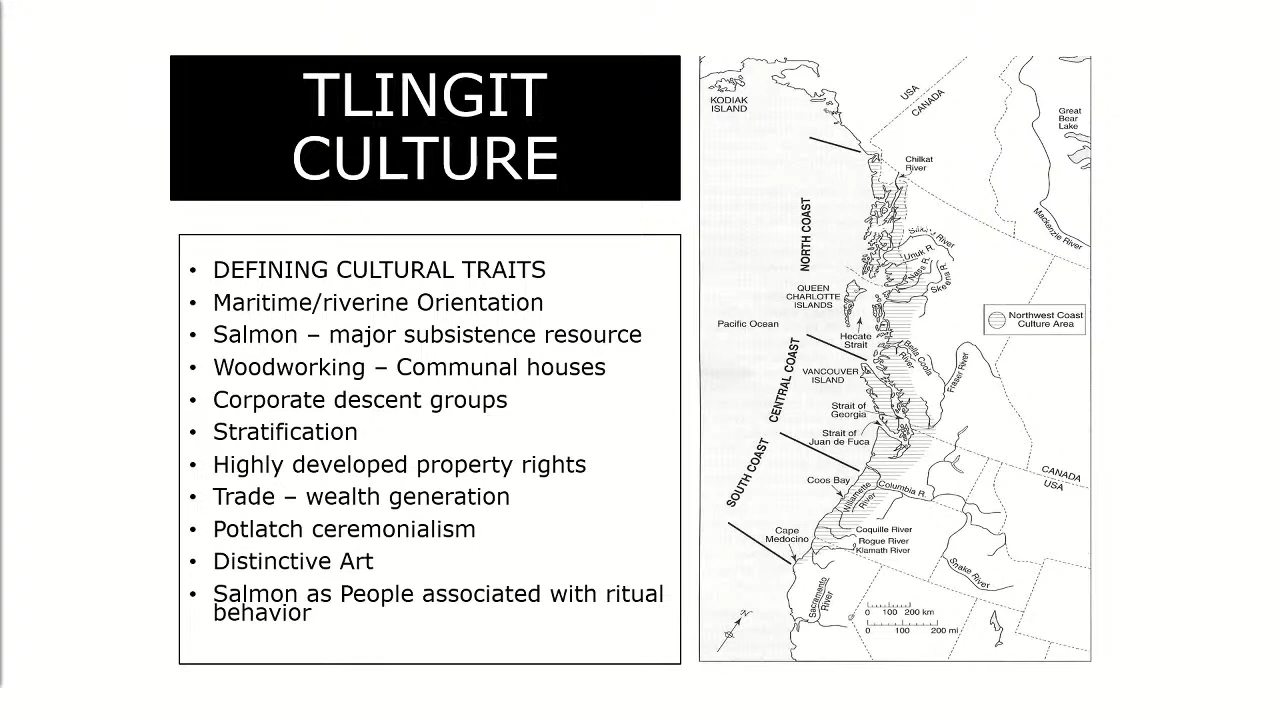 TLINGIT
CULTURE
• DEFINING CULTURAL TRAITS
• Maritime/riverine Orientation
• Salmon – major subsistence resource
• Woodworking – Communal houses
• Corporate descent groups
• Stratification
• Highly developed property rights
• Trade – wealth generation
• Potlatch ceremonialism
• Distinctive Art
• Salmon as People associated with ritual
behavior
KODIAK
ISLAND
USA
CANADA
Great
Bear
Lake
Chilkat
River
Mackenzie River
NORTH COAST
River
Unuk R.
Nass R.
Skeena R.
QUEEN
CHARLOTTE
ISLANDS
Pacific Ocean
Hecate
Strait
Northwest Coast
Culture Area
CENTRAL COAST
VANCOUVER
ISLAND
Bella Coola
River
Fraser River
Strait of
Georgia
Strait of
Juan de Fuca
SOUTH COAST
CANADA
USA
Coos Bay
Willamette
River
Columbia R.
Cape
Medocino
Coquille River
Rogue River
Klamath River
Snake River
Sacramento
River
N
0 100 200 km
0 100 200 mi